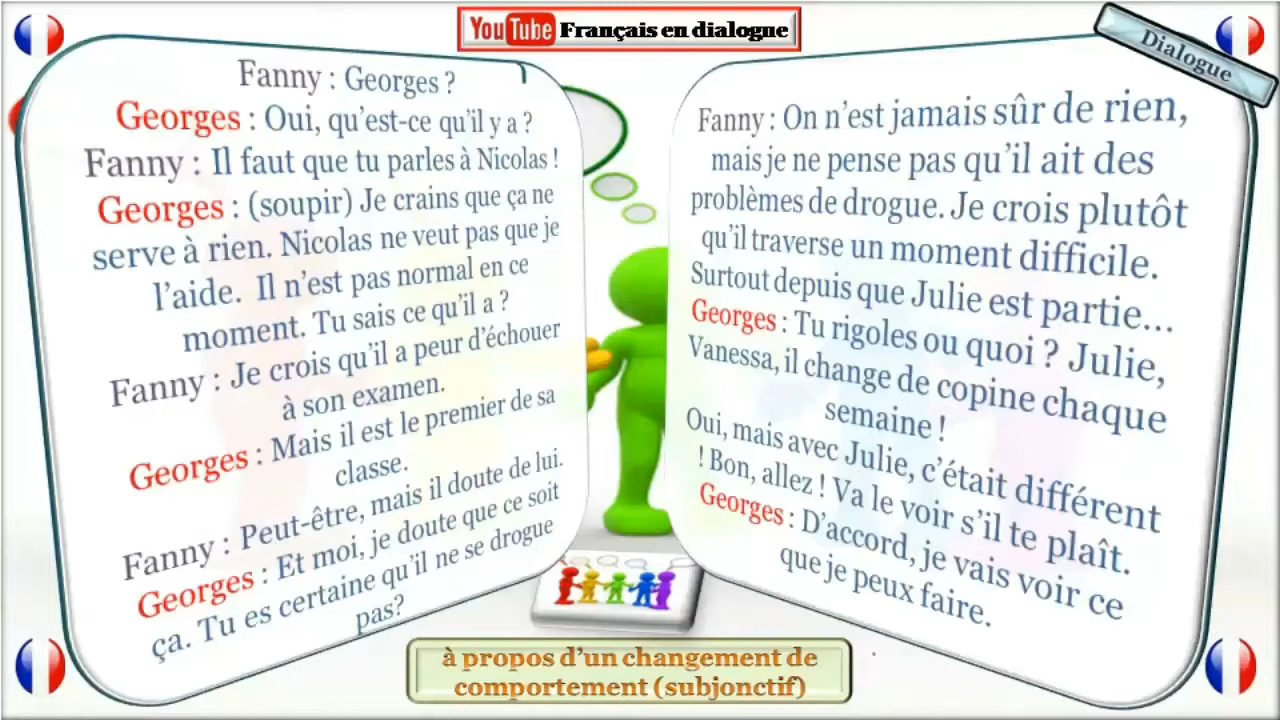 YouTube Français en dialogue
Dialogue
Fanny : Georges ?
Georges : Oui, qu'est-ce qu'il y a ?
Fanny : Il faut que tu parles à Nicolas !
Georges : (soupir) Je crains que ça ne
serve à rien. Nicolas ne veut pas que je
l'aide. Il n'est pas normal en ce
moment. Tu sais ce qu'il a ?
Fanny : Je crois qu'il a peur d'échouer
à son examen.
Georges : Mais il est le premier de sa
classe.
Fanny : Peut-être, mais il doute de lui.
Georges : Et moi, je doute que ce soit
ça. Tu es certaine qu'il ne se drogue
pas?
Fanny : On n'est jamais sûr de rien,
mais je ne pense pas qu'il ait des
problèmes de drogue. Je crois plutôt
qu'il traverse un moment difficile.
Surtout depuis que Julie est partie...
Georges : Tu rigoles ou quoi ? Julie,
Vanessa, il change de copine chaque
semaine !
Oui, mais avec Julie, c'était différent
! Bon, allez ! Va le voir s'il te plaît.
Georges : D'accord, je vais voir ce
que je peux faire.
à propos d'un changement de
comportement (subjonctif)